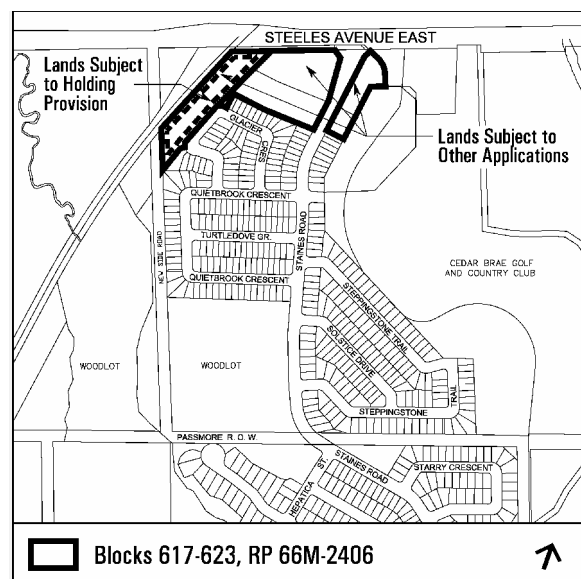 STEELES AVENUE EAST
Lands Subject
to Holding
Provision
Lands Subject to
Other Applications
GLACIER
CRES
QUIETBROOK CRESCENT
TURTLEDOVE GR.
QUIETBROOK CRESCENT
NEW SIDE ROAD
STAINES ROAD
CEDAR BRAE GOLF
AND COUNTRY CLUB
STEPPINGSTONE TRAIL
SOLSTICE DRIVE
WOODLOT
WOODLOT
TRAIL
STEPPINGSTONE
PASSMORE R.O.W.
STAINES ROAD
STARRY CRESCENT
HEPATICA ST.
Blocks 617-623, RP 66M-2406